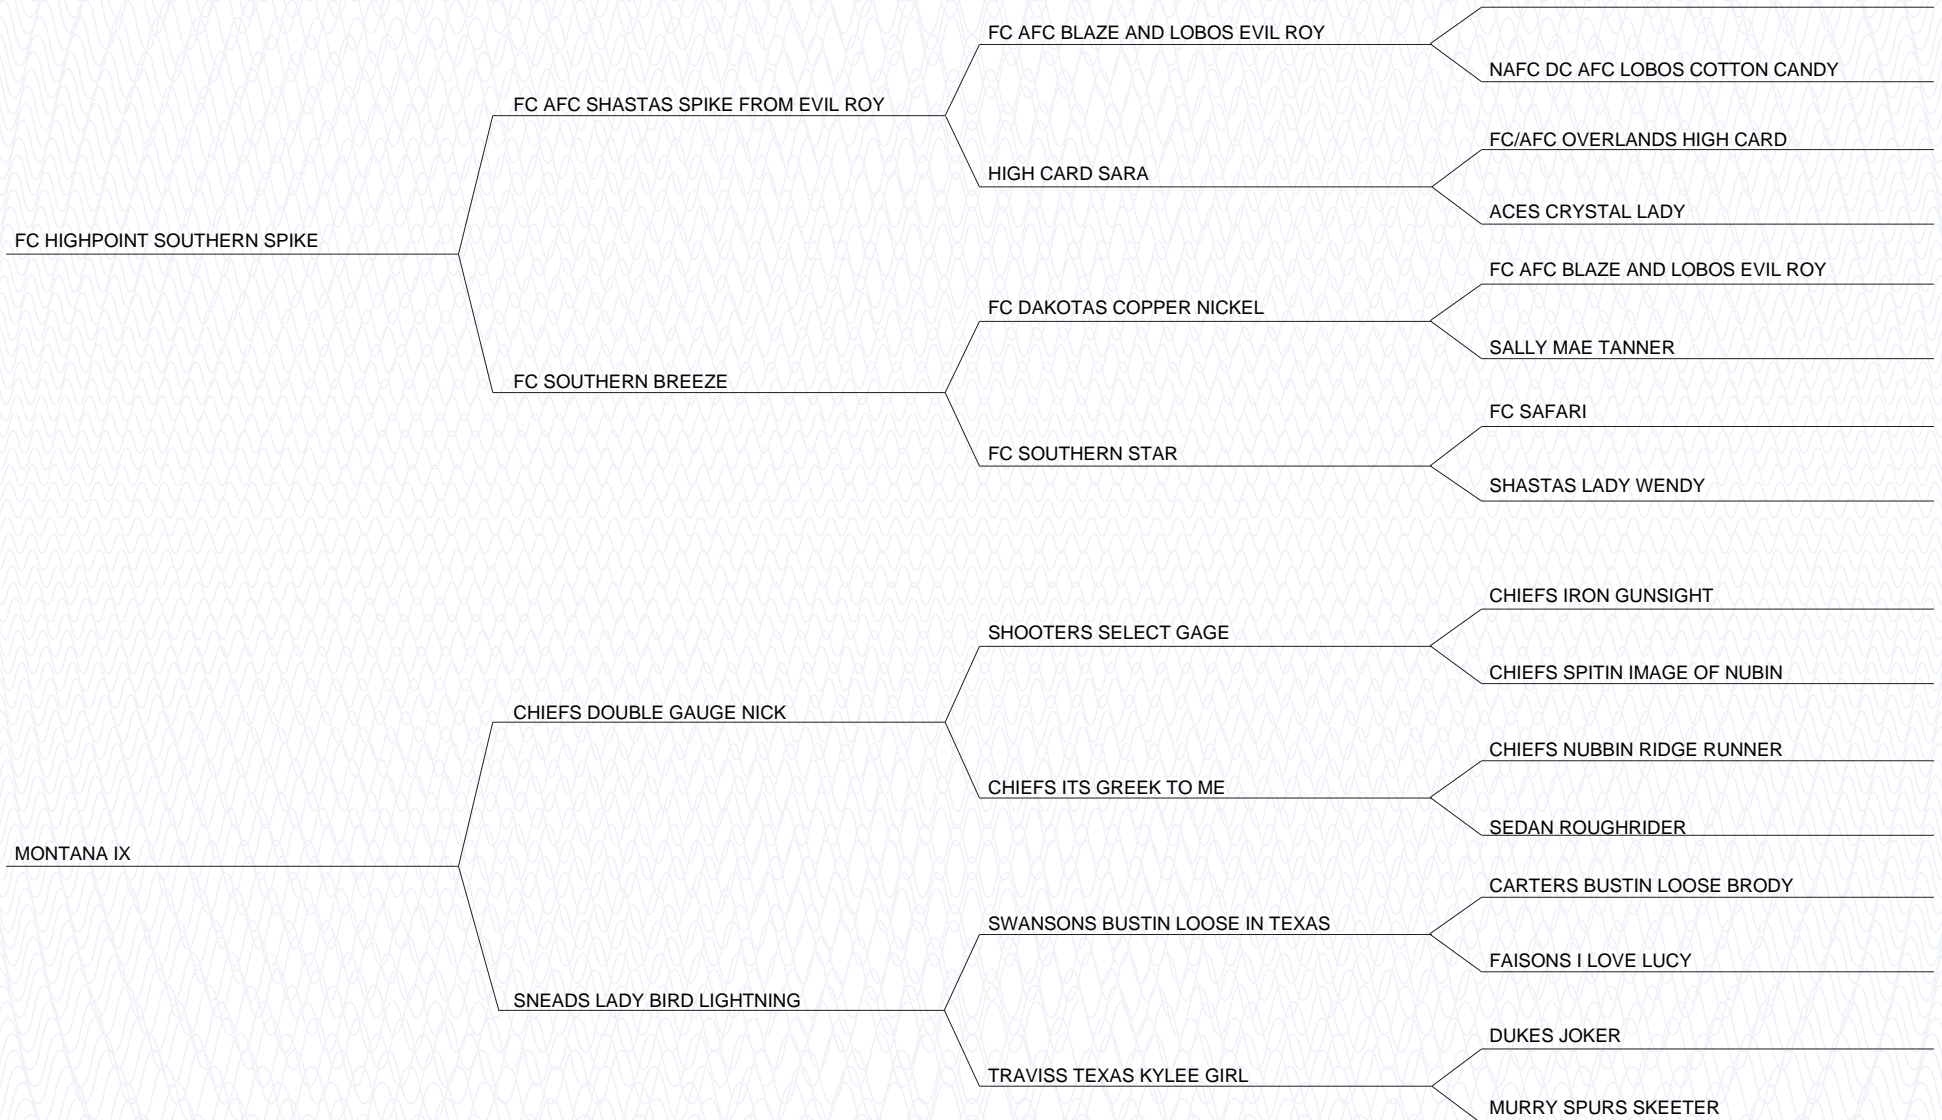 FC HIGHPOINT SOUTHERN SPIKE
FC AFC SHASTAS SPIKE FROM EVIL ROY
FC AFC BLAZE AND LOBOS EVIL ROY
NAFC DC AFC LOBOS COTTON CANDY
HIGH CARD SARA
FC/AFC OVERLANDS HIGH CARD
ACES CRYSTAL LADY
FC SOUTHERN BREEZE
FC DAKOTAS COPPER NICKEL
FC AFC BLAZE AND LOBOS EVIL ROY
SALLY MAE TANNER
FC SOUTHERN STAR
FC SAFARI
SHASTAS LADY WENDY
MONTANA IX
CHIEFS DOUBLE GAUGE NICK
SHOOTERS SELECT GAGE
CHIEFS IRON GUNSIGHT
CHIEFS SPITIN IMAGE OF NUBIN
CHIEFS ITS GREEK TO ME
CHIEFS NUBBIN RIDGE RUNNER
SEDAN ROUGHRIDER
SNEADS LADY BIRD LIGHTNING
SWANSONS BUSTIN LOOSE IN TEXAS
CARTERS BUSTIN LOOSE BRODY
FAISONS I LOVE LUCY
TRAVISS TEXAS KYLEE GIRL
DUKES JOKER
MURRY SPURS SKEETER